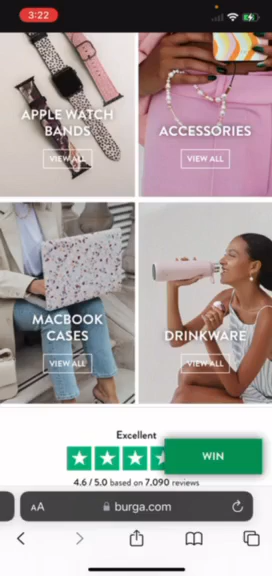 3:22
APPLE WATCH
BANDS
VIEW ALL
ACCESSORIES
VIEW ALL
MACBOOK
CASES
VIEW ALL
DRINKWARE
VIEW ALL
Excellent
WIN
4.6 / 5.0 based on 7,090 reviews
AA
burga.com